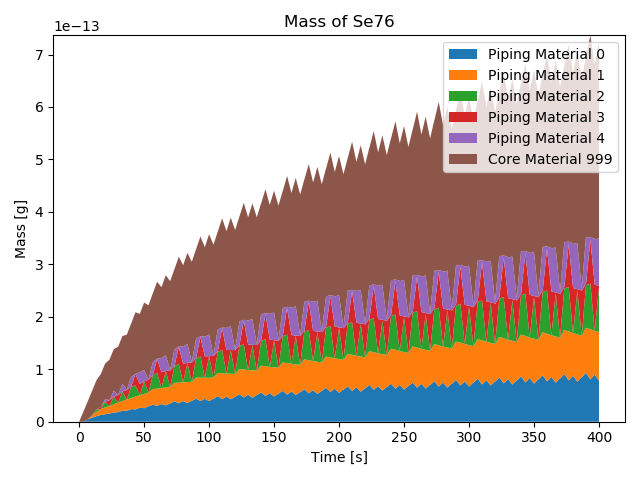 Mass of Se76
1e−13
7
6
5
4
3
2
1
0
Mass [g]
Piping Material 0
Piping Material 1
Piping Material 2
Piping Material 3
Piping Material 4
Core Material 999
0 50 100 150 200 250 300 350 400
Time [s]